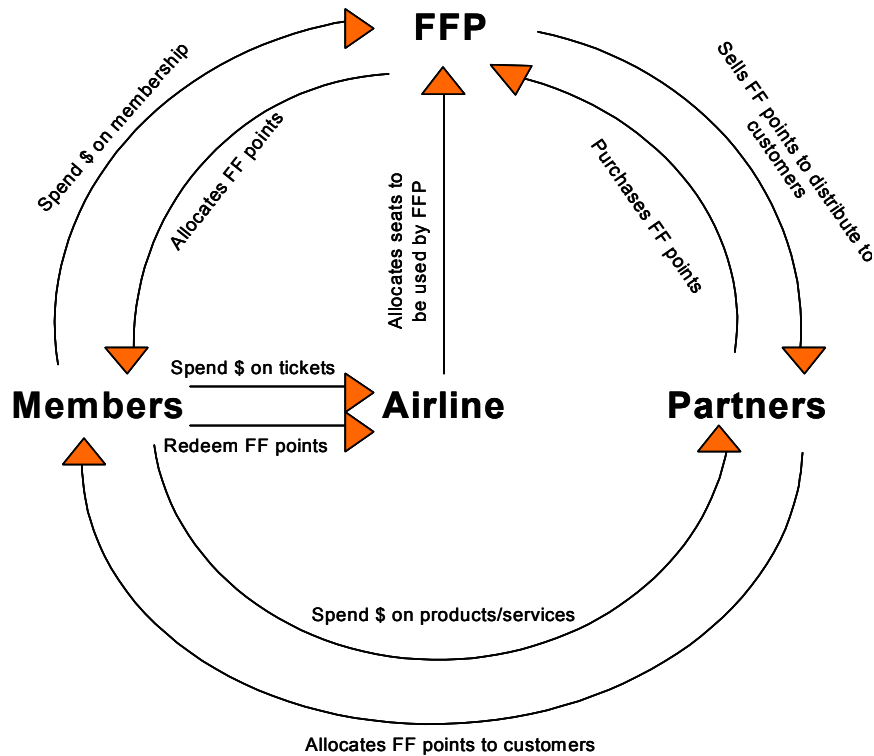 FFP
Spend $ on membership
Allocates FF points
Allocates seats to
be used by FFP
Purchases FF points
Sells FF points to distribute to
customers
Spend $ on tickets
Members
Airline
Partners
Redeem FF points
Spend $ on products/services
Allocates FF points to customers